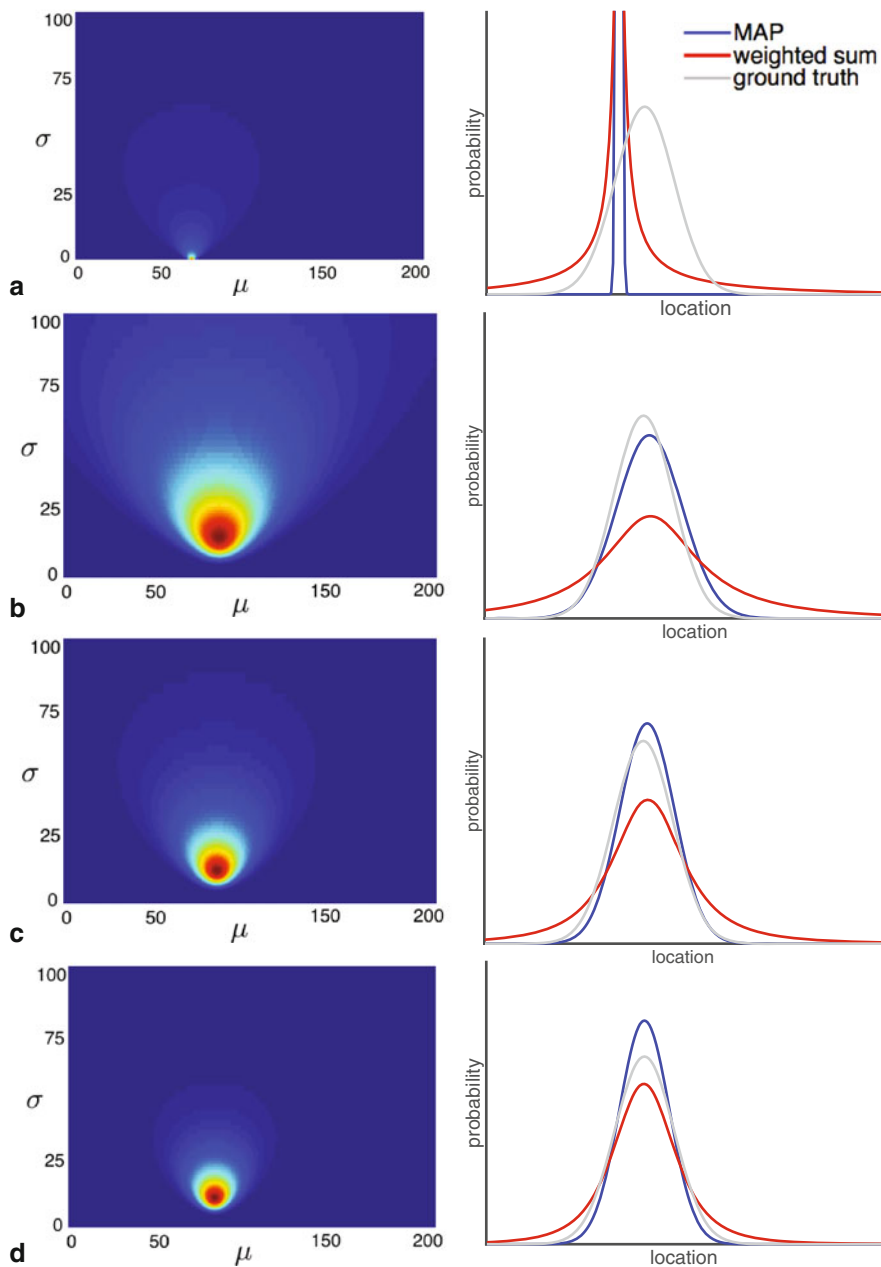 100
75
σ
25
0
0
50
μ
150
200
a
probability
MAP
weighted sum
ground truth
location
100
75
σ
25
0
0
50
μ
150
200
b
probability
location
100
75
σ
25
0
0
50
μ
150
200
c
probability
location
100
75
σ
25
0
0
50
μ
150
200
d
probability
location